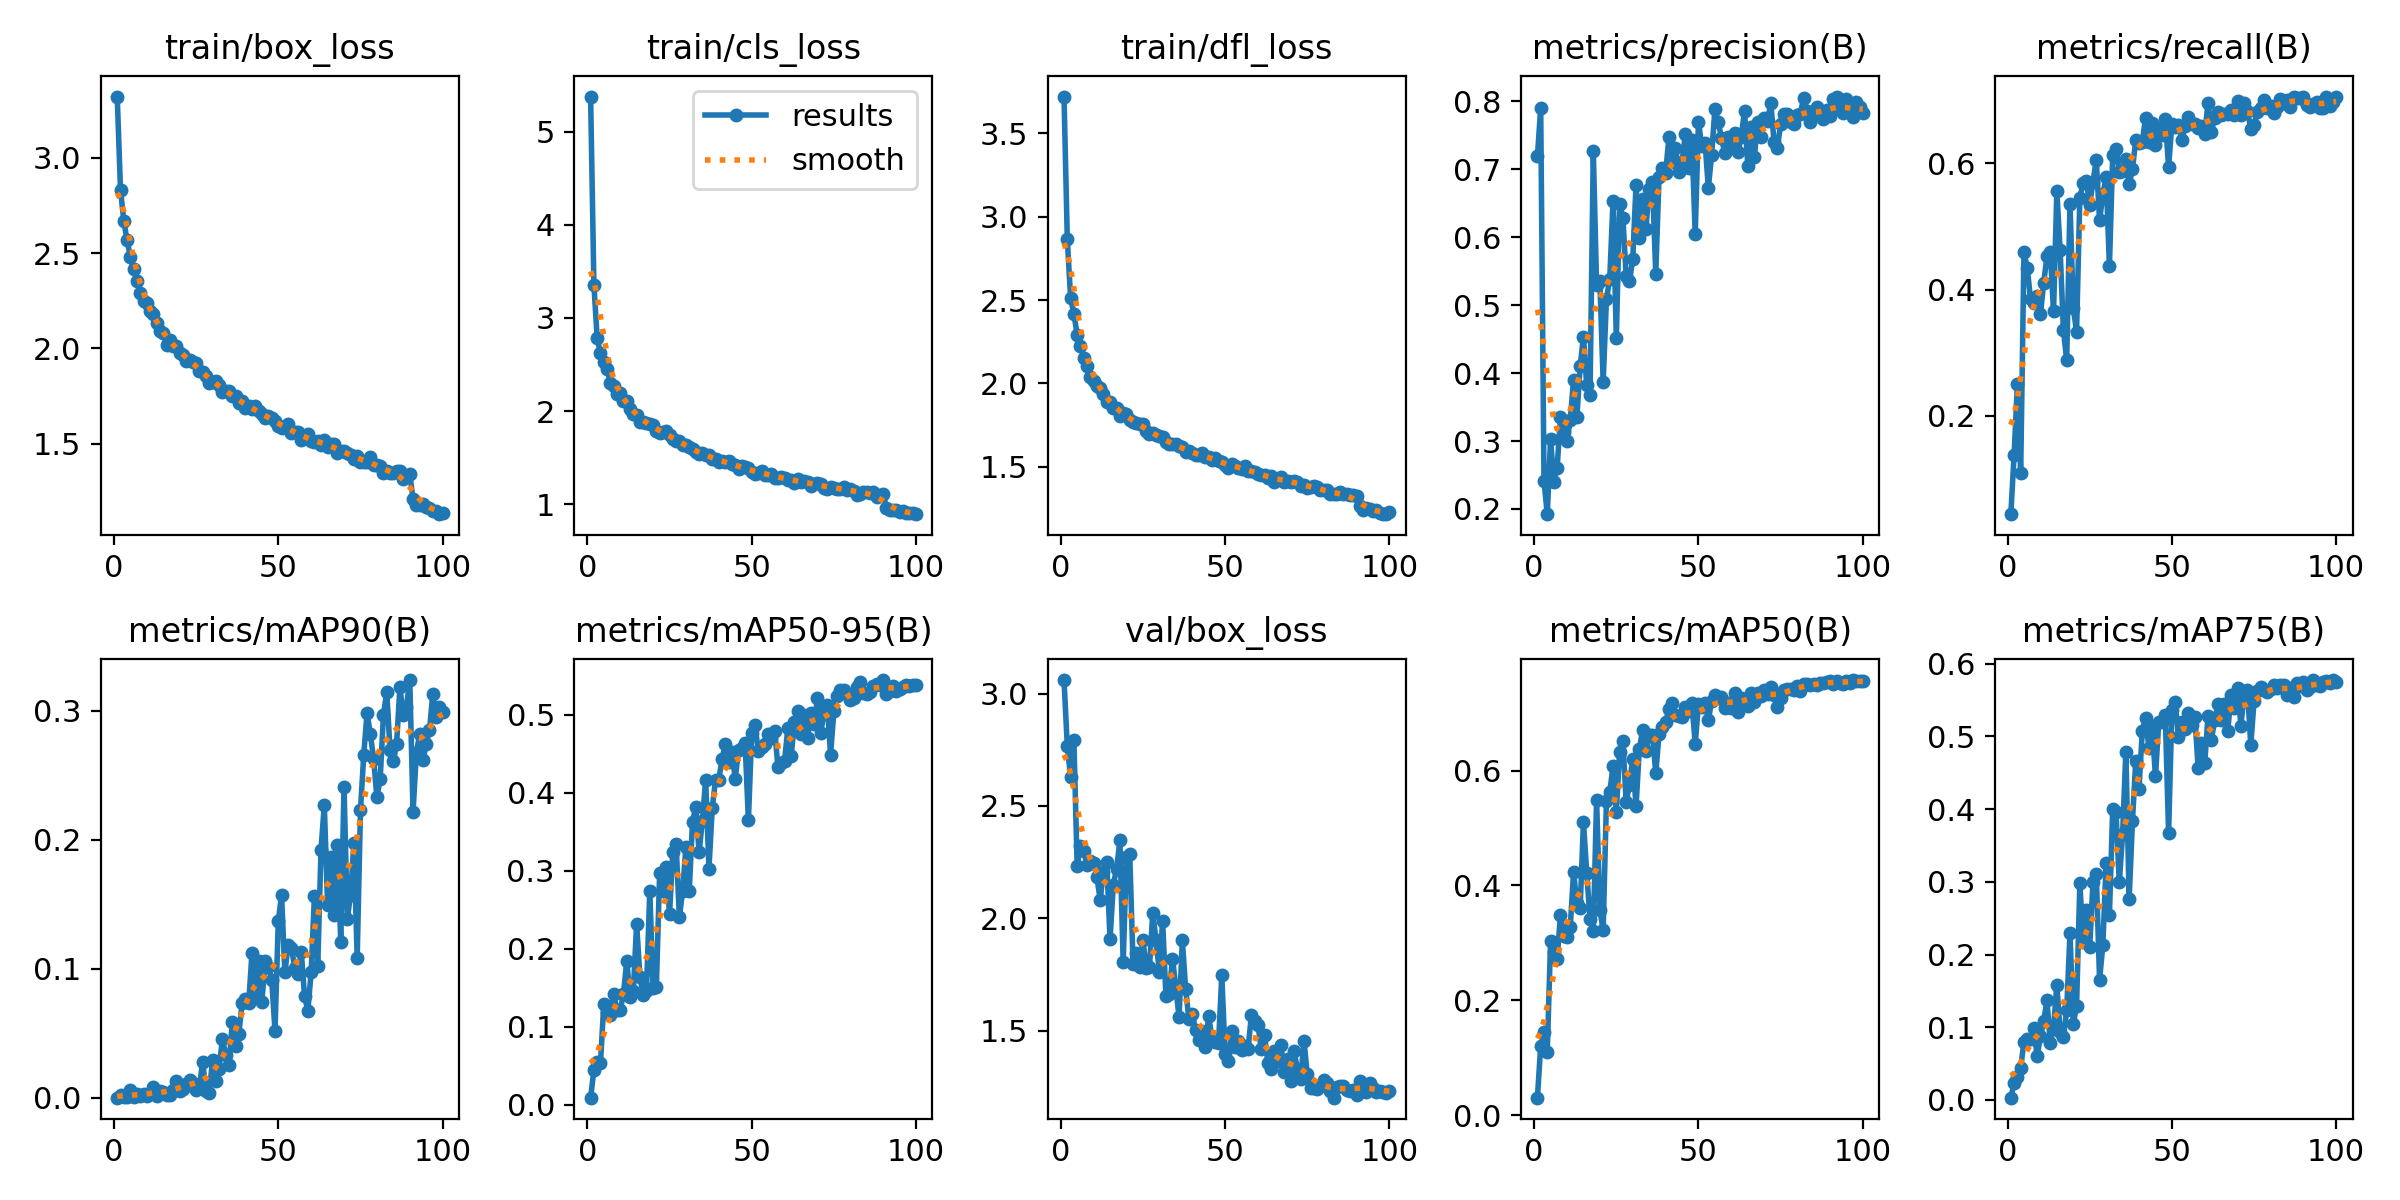 train/box_loss
train/cls_loss
train/dfl_loss
metrics/precision(B)
metrics/recall(B)
3.0
2.5
2.0
1.5
0 50 100
results
smooth
5
4
3
2
1
0 50 100
3.5
3.0
2.5
2.0
1.5
0 50 100
0.8
0.7
0.6
0.5
0.4
0.3
0.2
0 50 100
0.6
0.4
0.2
0 50 100
metrics/mAP90(B)
metrics/mAP50-95(B)
val/box_loss
metrics/mAP50(B)
metrics/mAP75(B)
0.3
0.2
0.1
0.0
0 50 100
0.5
0.4
0.3
0.2
0.1
0.0
0 50 100
3.0
2.5
2.0
1.5
0 50 100
0.6
0.4
0.2
0.0
0 50 100
0.6
0.5
0.4
0.3
0.2
0.1
0.0
0 50 100